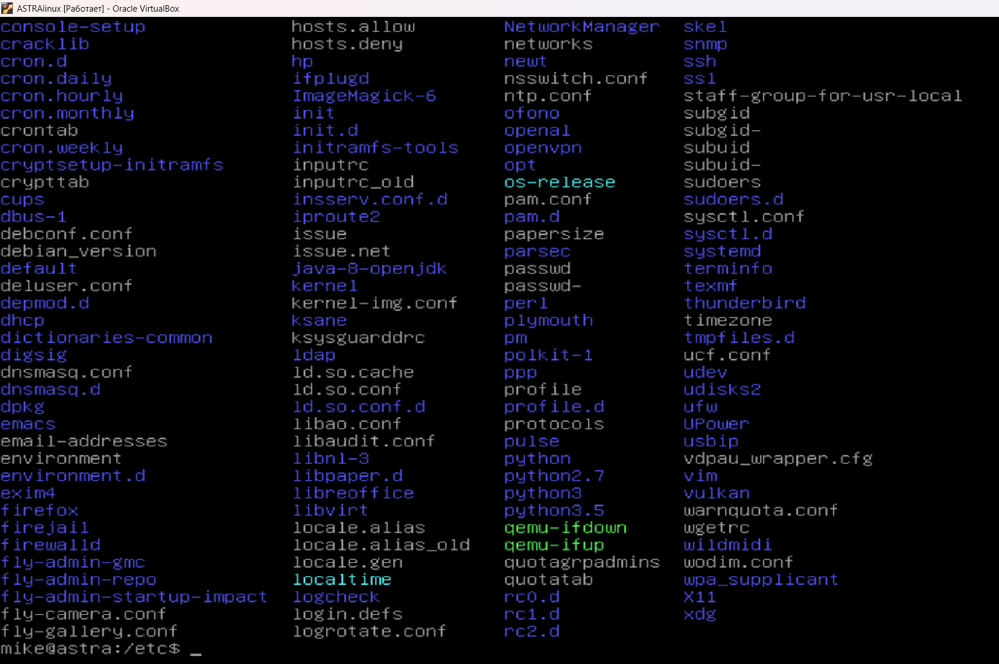 ASTRAlinux [Работает] - Oracle VirtualBox
console-setup hosts.allow NetworkManager skel
cracklib hosts.deny networks snmp
cron.d hp newt ssh
cron.daily ifplugd nsswitch.conf ssl
cron.hourly ImageMagick-6 ntp.conf staff-group-for-usr-local
cron.monthly init ofono subgid
crontab init.d openal subgid-
cron.weekly initramfs-tools openvpn subuid
cryptsetup-initramfs inputrc opt subuid-
crypttab inputrc_old os-release sudoers
cups insserv.conf.d pam.conf sudoers.d
dbus-1 iproute2 pam.d sysctl.conf
debconf.conf issue papersize sysctl.d
debian_version issue.net parsec systemd
default java-8-openjdk passwd terminfo
deluser.conf kernel passwd- texmf
depmod.d kernel-img.conf perl thunderbird
dhcp ksane plymouth timezone
dictionaries-common ksysguarddrc pm tmpfiles.d
digsig ldap polkit-1 ucf.conf
dnsmasq.conf ld.so.cache ppp udev
dnsmasq.d ld.so.conf profile udisks2
dpkg ld.so.conf.d profile.d ufw
emacs libao.conf protocols UPower
email-addresses libaudit.conf pulse usbip
environment libnl-3 python vdpau_wrapper.cfg
environment.d libpaper.d python2.7 vim
exim4 libreoffice python3 vulkan
firefox libvirt python3.5 warnquota.conf
firejail locale.alias qemu-ifdown wgetrc
firewalld locale.alias_old qemu-ifup wildmidi
fly-admin-gmc locale.gen quotagrpadmins wodim.conf
fly-admin-repo localtime quotatab wpa_supplicant
fly-admin-startup-impact logcheck rc0.d X11
fly-camera.conf login.defs rc1.d xdg
fly-gallery.conf logrotate.conf rc2.d
mike@astra:/etc$ _